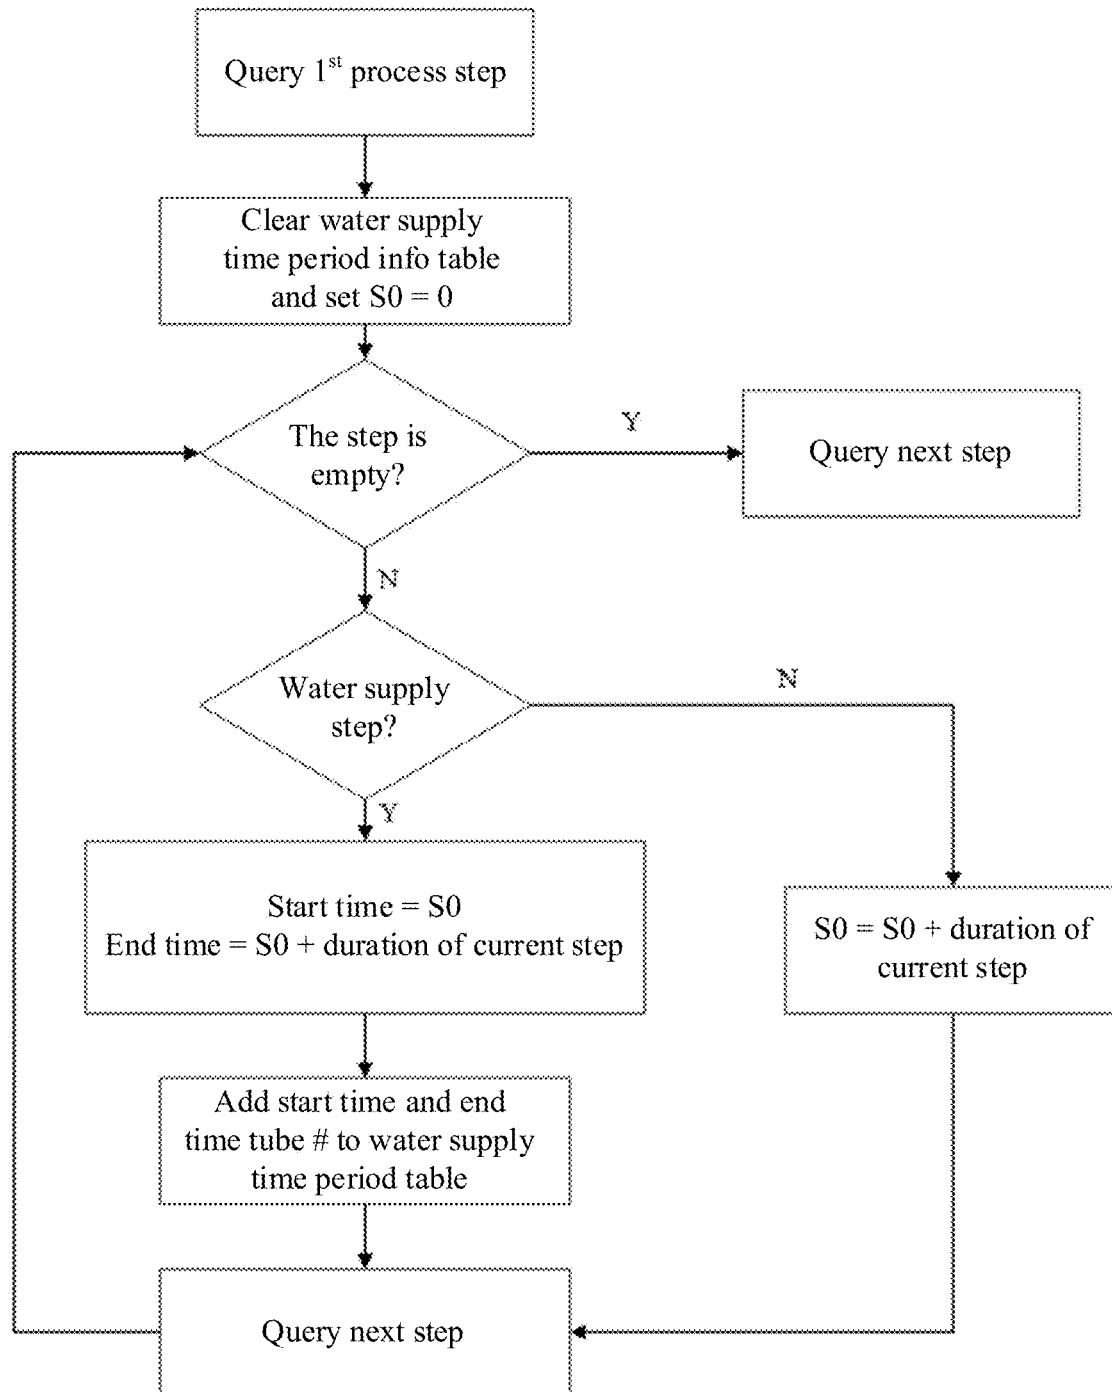 Query 1st process step
Clear water supply
time period info table
and set S0 = 0
The step is
empty?
Y
Query next step
N
Water supply
step?
N
Y
Start time = S0
End time = S0 + duration of current step
S0 = S0 + duration of
current step
Add start time and end
time tube # to water supply
time period table
Query next step